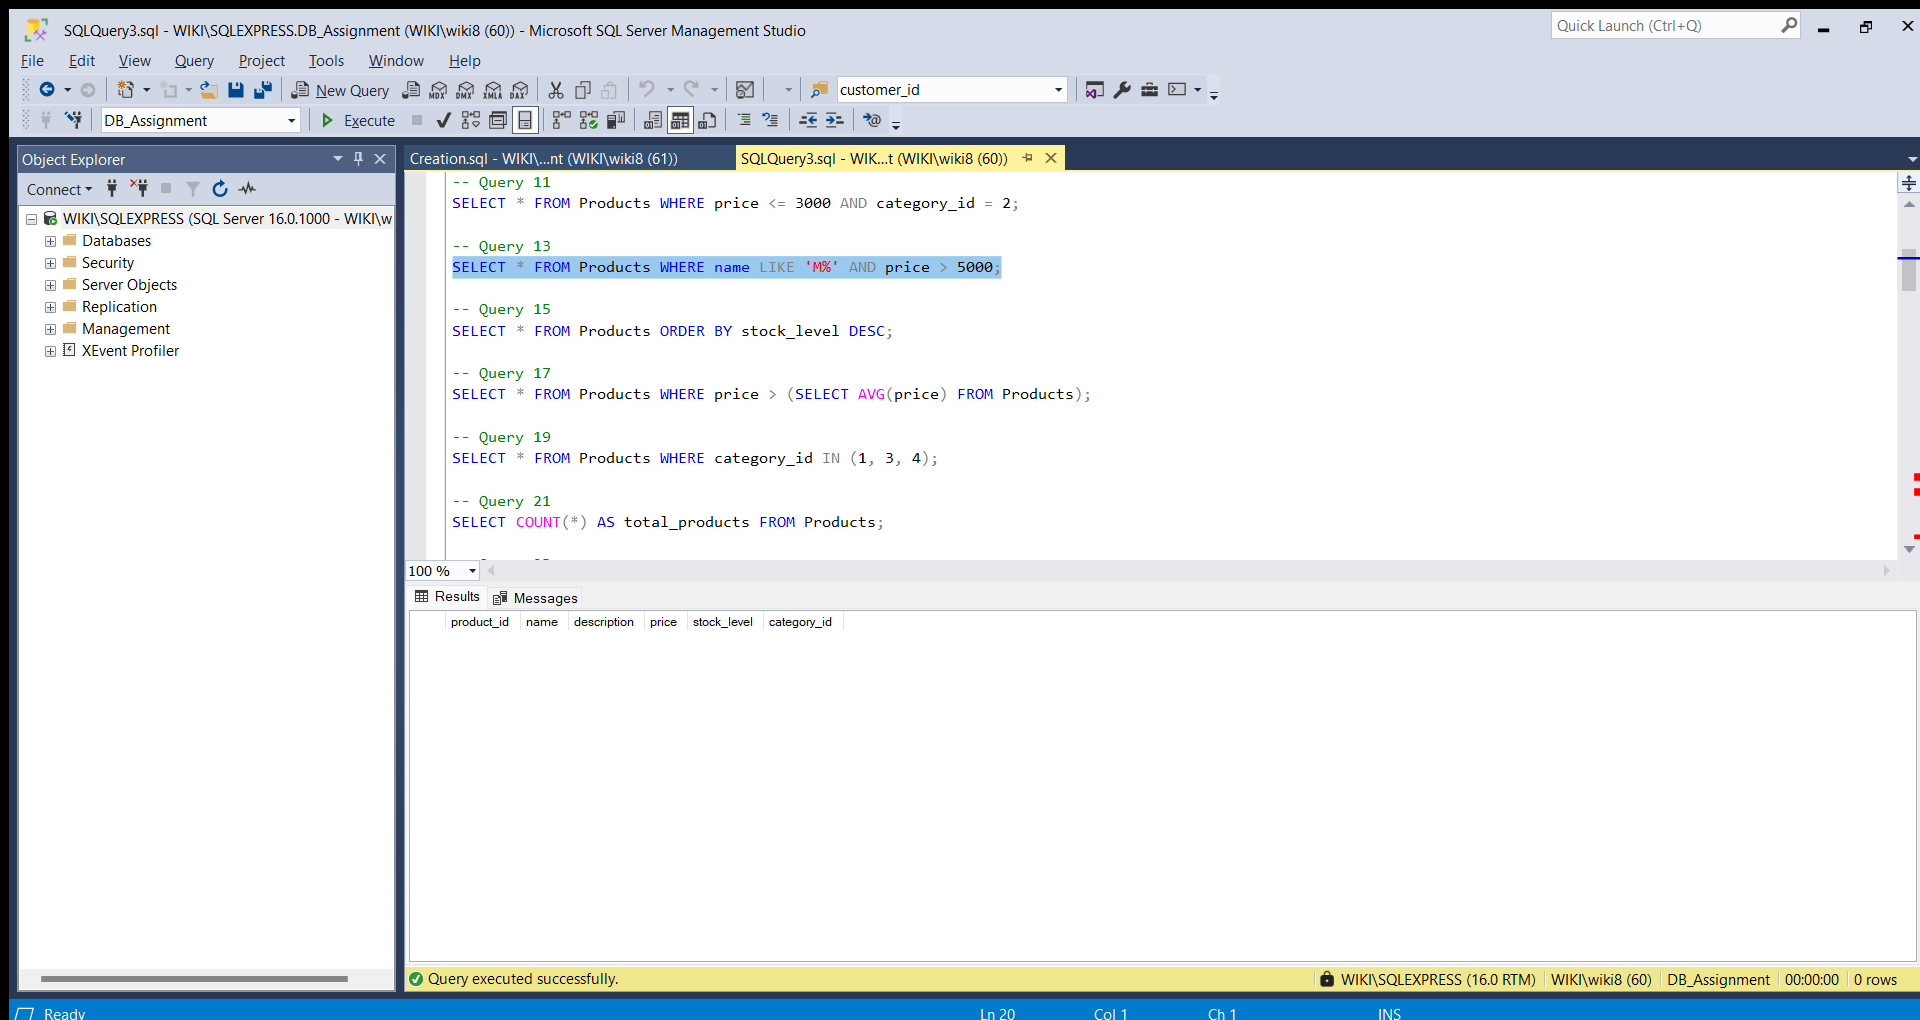 SQLQuery3.sql - WIKI\SQLEXPRESS.DB_Assignment (WIKI\wiki8 (60)) - Microsoft SQL Server Management Studio
Quick Launch (Ctrl+Q)
File Edit View Query Project Tools Window Help
New Query MDX DMX XMLA DAX customer_id
DB_Assignment Execute
Object Explorer
Connect
WIKI\SQLEXPRESS (SQL Server 16.0.1000 - WIKI\w
Databases
Security
Server Objects
Replication
Management
XEvent Profiler
Creation.sql - WIKI\...nt (WIKI\wiki8 (61)) SQLQuery3.sql - WIK...t (WIKI\wiki8 (60))
-- Query 11
SELECT * FROM Products WHERE price <= 3000 AND category_id = 2;
-- Query 13
SELECT * FROM Products WHERE name LIKE 'M%' AND price > 5000;
-- Query 15
SELECT * FROM Products ORDER BY stock_level DESC;
-- Query 17
SELECT * FROM Products WHERE price > (SELECT AVG(price) FROM Products);
-- Query 19
SELECT * FROM Products WHERE category_id IN (1, 3, 4);
-- Query 21
SELECT COUNT(*) AS total_products FROM Products;
100 %
Results Messages
product_id name description price stock_level category_id
Query executed successfully. WIKI\SQLEXPRESS (16.0 RTM) WIKI\wiki8 (60) DB_Assignment 00:00:00 0 rows
Ready Ln 20 Col 1 Ch 1 INS